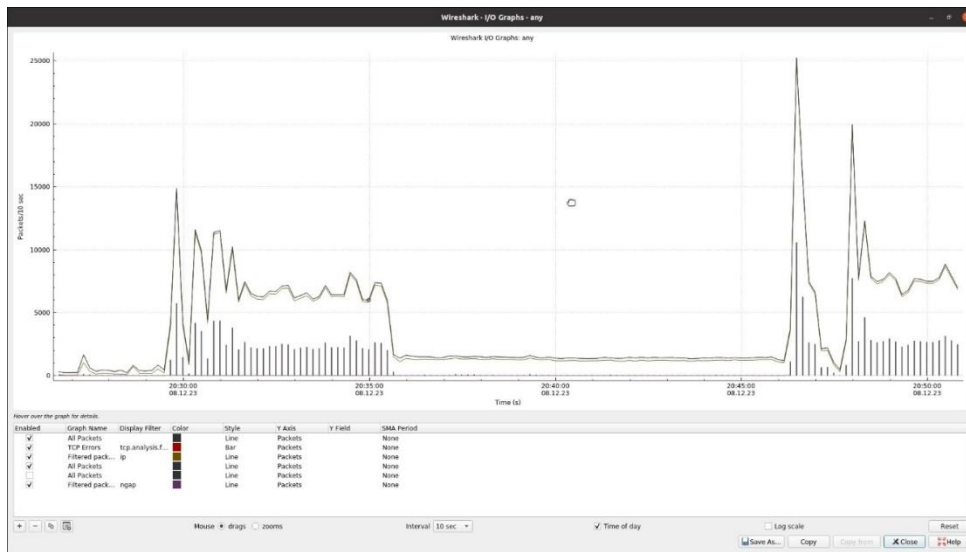 Wireshark · I/O Graphs · any
Wireshark I/O Graphs: any
Packets/10 sec
25000
20000
15000
10000
5000
0
20:30:00 20:35:00 20:40:00 20:45:00 20:50:00
08.12.23 08.12.23 08.12.23 08.12.23 08.12.23
Time (s)
Hover over the graph for details.
Enabled Graph Name Display Filter Color Style Y Axis Y Field SMA Period
All Packets Line Packets None
TCP Errors tcp.analysis.f... Bar Packets None
Filtered pack... ip Line Packets None
All Packets Line Packets None
All Packets Line Packets None
Filtered pack... ngap Line Packets None
Mouse drags zooms Interval 10 sec Time of day Log scale Reset
Save As... Copy Copy from Close Help